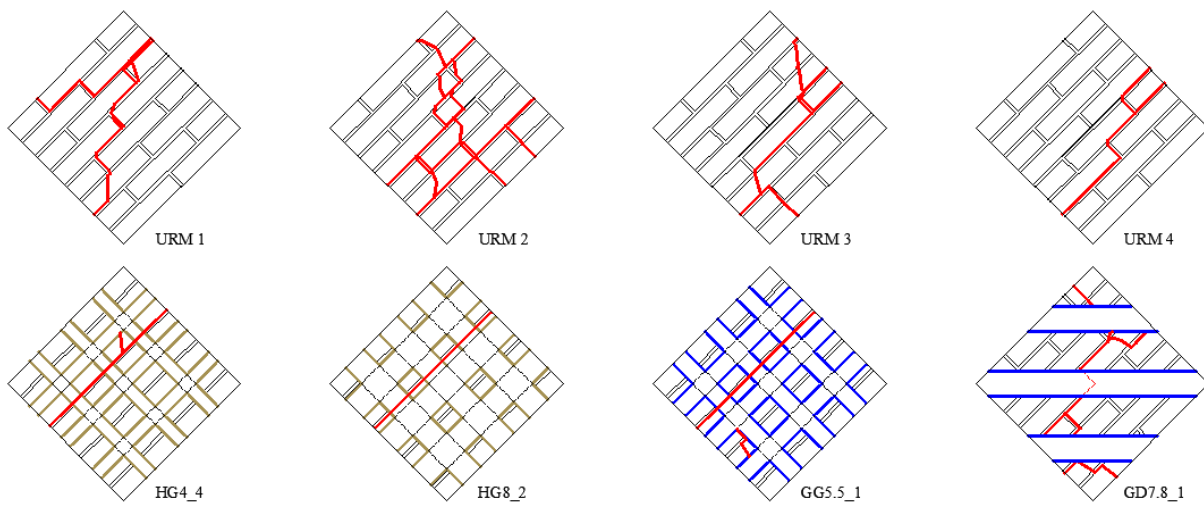 URM 1
URM 2
URM 3
URM 4
HG4_4
HG8_2
GG5.5_1
GD7.8_1